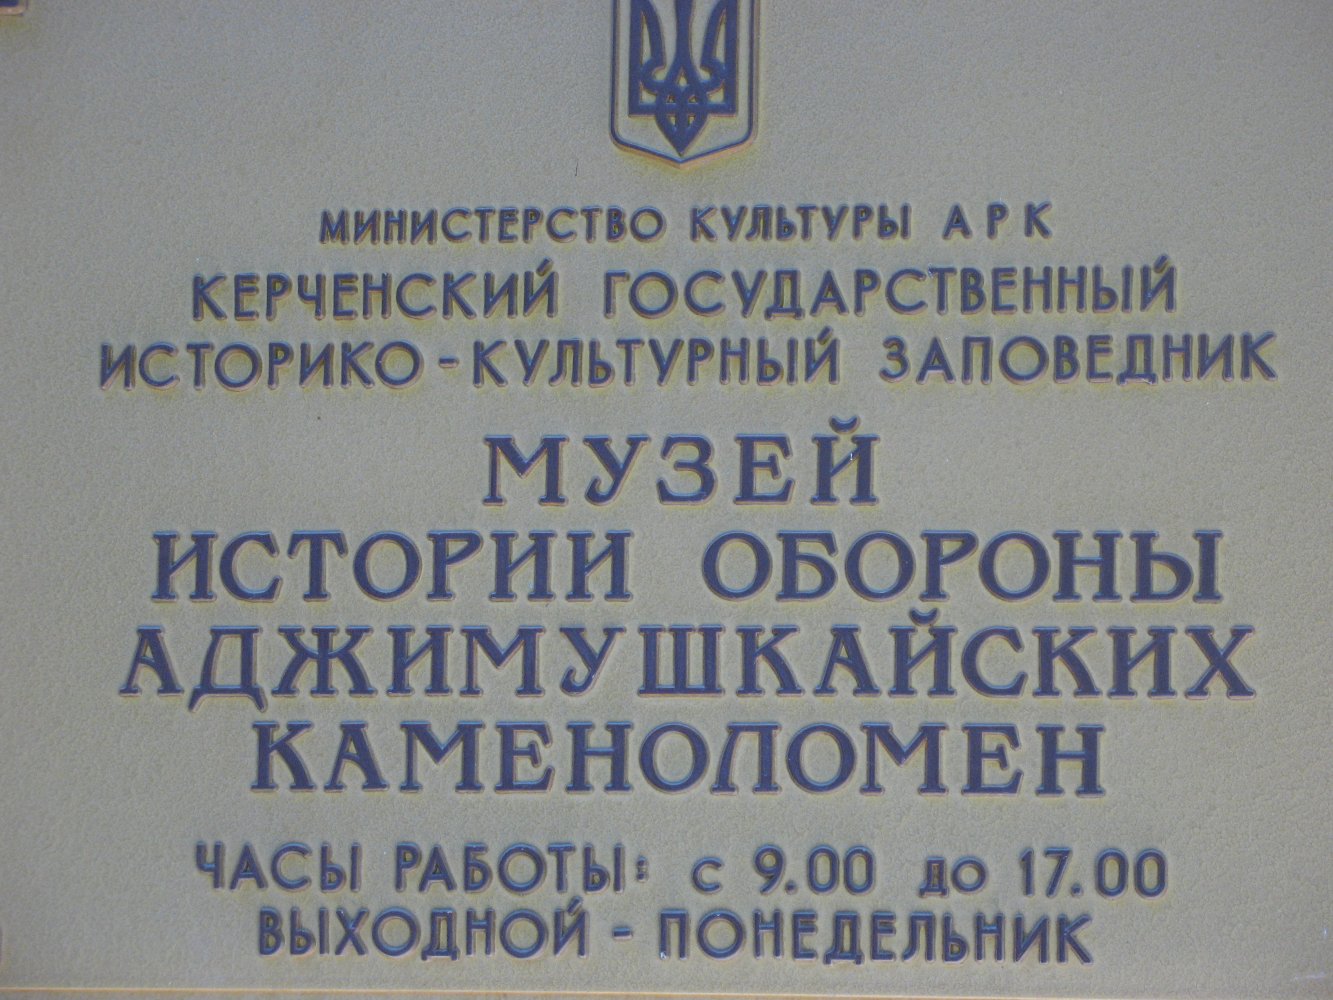 МИНИСТЕРСТВО КУЛЬТУРЫ АРК
КЕРЧЕНСКИЙ ГОСУДАРСТВЕННЫЙ
ИСТОРИКО-КУЛЬТУРНЫЙ ЗАПОВЕДНИК
МУЗЕЙ
ИСТОРИИ ОБОРОНЫ
АДЖИМУШКАЙСКИХ
КАМЕНОЛОМЕН
ЧАСЫ РАБОТЫ: с 9.00 до 17.00
ВЫХОДНОЙ - ПОНЕДЕЛЬНИК